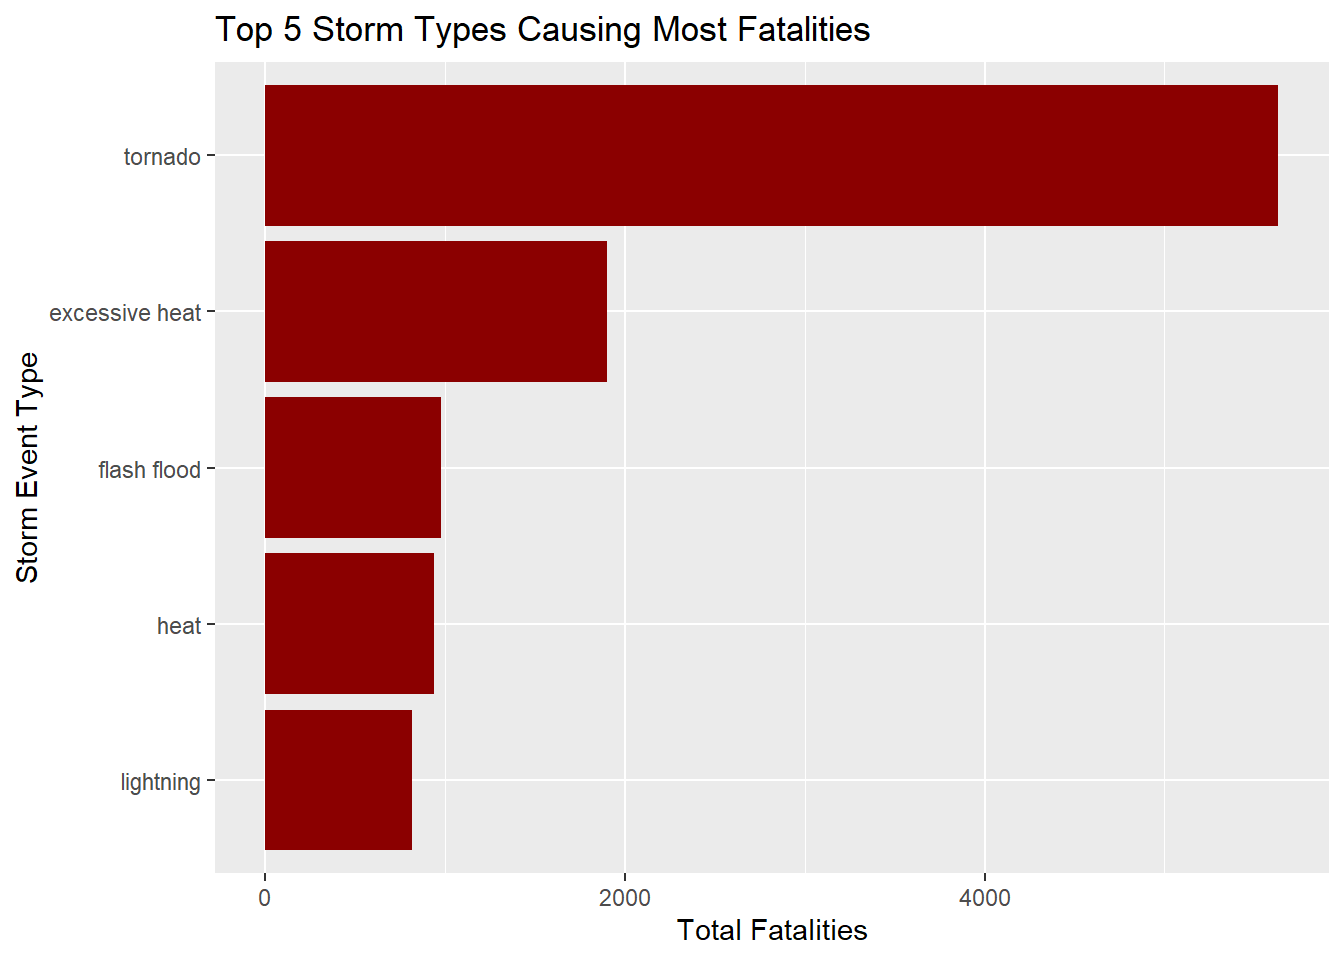 Top 5 Storm Types Causing Most Fatalities
tornado
excessive heat
flash flood
heat
lightning
Storm Event Type
0 2000 4000
Total Fatalities